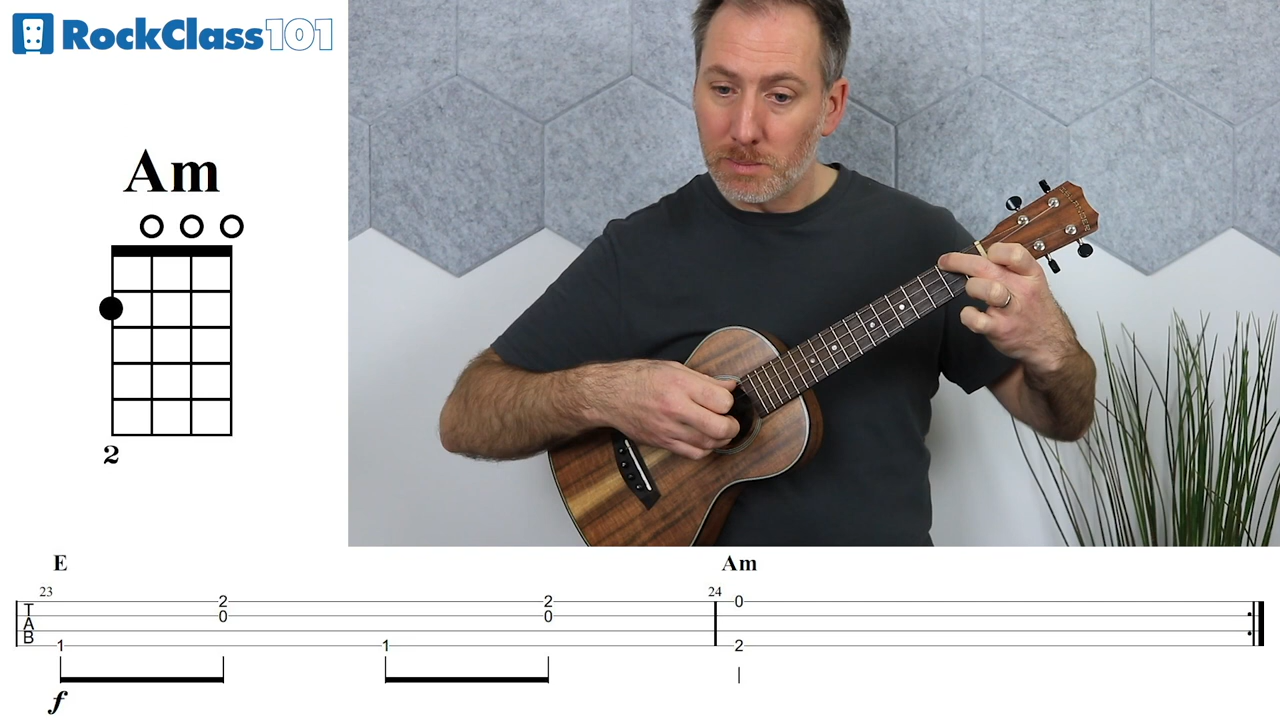 RockClass101
Am
2
E Am
23 24
T
A
B
2 2 0
0 0
1 1 2
f